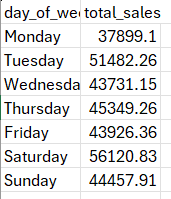 day_of_wee total_sales
Monday 37899.1
Tuesday 51482.26
Wednesda 43731.15
Thursday 45349.26
Friday 43926.36
Saturday 56120.83
Sunday 44457.91